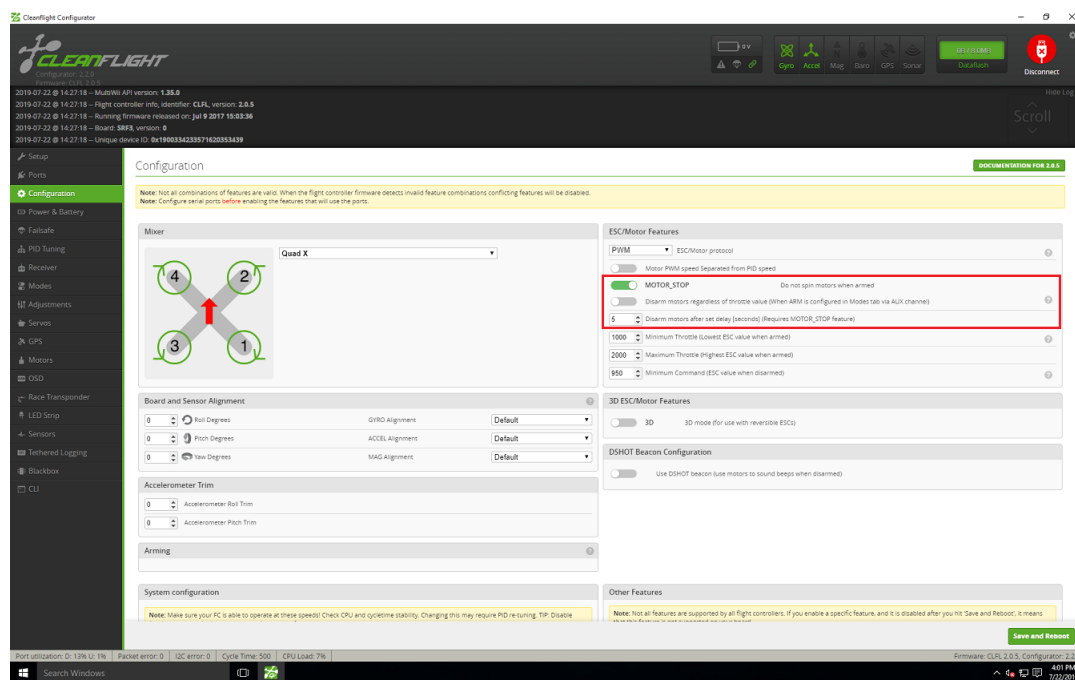 Cleanflight Configurator
CLEANFLIGHT
Configurator: 2.2.0
Firmware: CLFL 2.0.5
0 V
Gyro Accel Mag Baro GPS Sonar
Dataflash
Disconnect
2019-07-22 @ 14:27:18 -- MultiWii API version: 1.35.0
Hide Log
2019-07-22 @ 14:27:18 -- Flight controller info, identifier: CLFL, version: 2.0.5
2019-07-22 @ 14:27:18 -- Running firmware released on: Jul 9 2017 15:03:36
2019-07-22 @ 14:27:18 -- Board: SRF3, version: 0
2019-07-22 @ 14:27:18 -- Unique device ID: 0x1900334233571620353439
Scroll
Setup
Ports
Configuration
Power & Battery
Failsafe
PID Tuning
Receiver
Modes
Adjustments
Servos
GPS
Motors
OSD
Race Transponder
LED Strip
Sensors
Tethered Logging
Blackbox
CLI
Configuration
DOCUMENTATION FOR 2.0.5
Note: Not all combinations of features are valid. When the flight controller firmware detects invalid feature combinations conflicting features will be disabled.
Note: Configure serial ports before enabling the features that will use the ports.
Mixer
Quad X
4 2
3 1
ESC/Motor Features
PWM ESC/Motor protocol
Motor PWM speed Separated from PID speed
MOTOR_STOP Do not spin motors when armed
Disarm motors regardless of throttle value (When ARM is configured in Modes tab via AUX channel)
5 Disarm motors after set delay [seconds] (Requires MOTOR_STOP feature)
1000 Minimum Throttle (Lowest ESC value when armed)
2000 Maximum Throttle (Highest ESC value when armed)
950 Minimum Command (ESC value when disarmed)
Board and Sensor Alignment
0 Roll Degrees GYRO Alignment Default
0 Pitch Degrees ACCEL Alignment Default
0 Yaw Degrees MAG Alignment Default
3D ESC/Motor Features
3D 3D mode (for use with reversible ESCs)
DSHOT Beacon Configuration
Use DSHOT beacon (use motors to sound beeps when disarmed)
Accelerometer Trim
0 Accelerometer Roll Trim
0 Accelerometer Pitch Trim
Arming
System configuration
Note: Make sure your FC is able to operate at these speeds! Check CPU and cycletime stability. Changing this may require PID re-tuning. TIP: Disable
Other Features
Note: Not all features are supported by all flight controllers. If you enable a specific feature, and it is disabled after you hit 'Save and Reboot', it means
Save and Reboot
Port utilization: D: 13% U: 1% Packet error: 0 I2C error: 0 Cycle Time: 500 CPU Load: 7%
Firmware: CLFL 2.0.5, Configurator: 2.2
Search Windows
4:01 PM
7/22/201